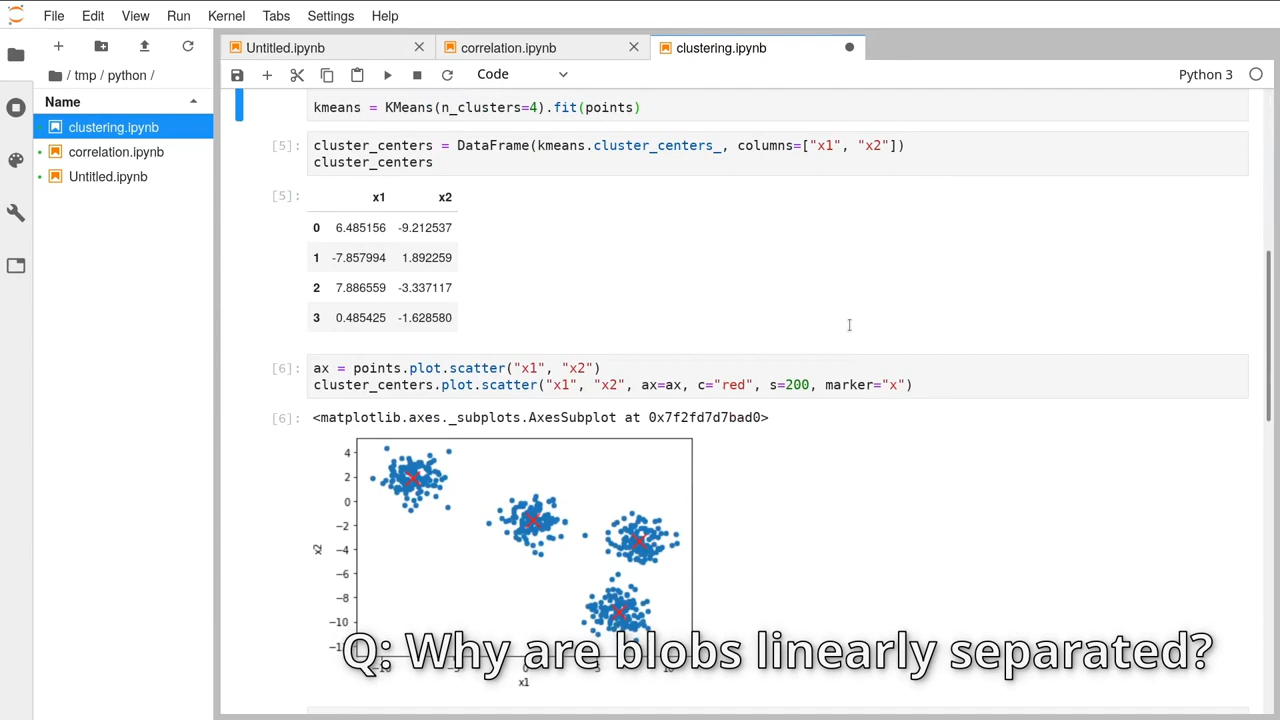 File Edit View Run Kernel Tabs Settings Help
/ tmp / python /
Name
clustering.ipynb
correlation.ipynb
Untitled.ipynb
Untitled.ipynb correlation.ipynb clustering.ipynb
Code Python 3
kmeans = KMeans(n_clusters=4).fit(points)
[5]: cluster_centers = DataFrame(kmeans.cluster_centers_, columns=["x1", "x2"])
cluster_centers
[5]: x1 x2
0 6.485156 -9.212537
1 -7.857994 1.892259
2 7.886559 -3.337117
3 0.485425 -1.628580
[6]: ax = points.plot.scatter("x1", "x2")
cluster_centers.plot.scatter("x1", "x2", ax=ax, c="red", s=200, marker="x")
[6]: <matplotlib.axes._subplots.AxesSubplot at 0x7f2fd7d7bad0>
4
2
0
−2
−4
−6
−8
−10
x2
Q: Why are blobs linearly separated?
x1